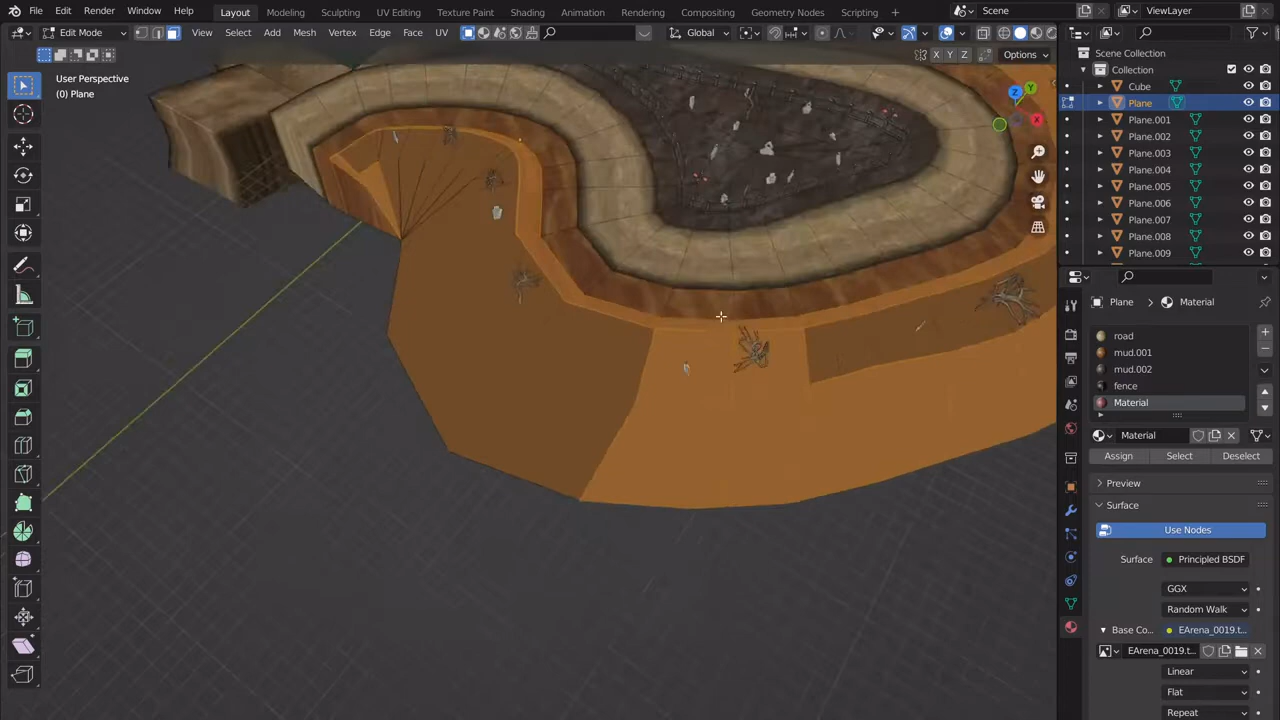 File Edit Render Window Help Layout Modeling Sculpting UV Editing Texture Paint Shading Animation Rendering Compositing Geometry Nodes Scripting Scene ViewLayer
Edit Mode View Select Add Mesh Vertex Edge Face UV Global
X Y Z Options
User Perspective
(0) Plane
Z Y X
Scene Collection
Collection
Cube
Plane
Plane.001
Plane.002
Plane.003
Plane.004
Plane.005
Plane.006
Plane.007
Plane.008
Plane.009
Plane Material
road
mud.001
mud.002
fence
Material
Material
Assign Select Deselect
Preview
Surface
Use Nodes
Surface Principled BSDF
GGX
Random Walk
Base Co... EArena_0019.t...
EArena_0019.t...
Linear
Flat
Repeat